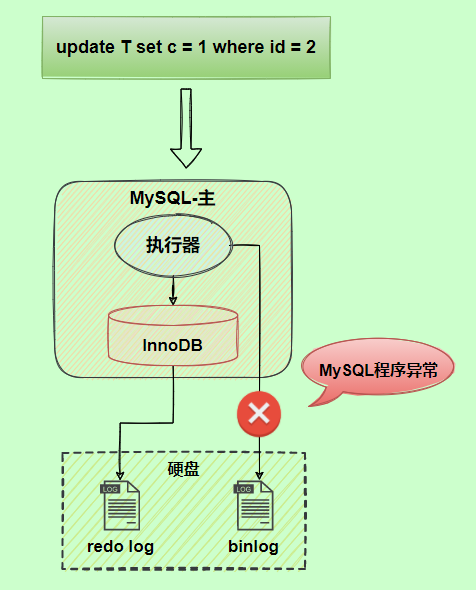 update T set c = 1 where id = 2
MySQL-主
执行器
InnoDB
MySQL程序异常
硬盘
LOG
LOG
redo log
binlog